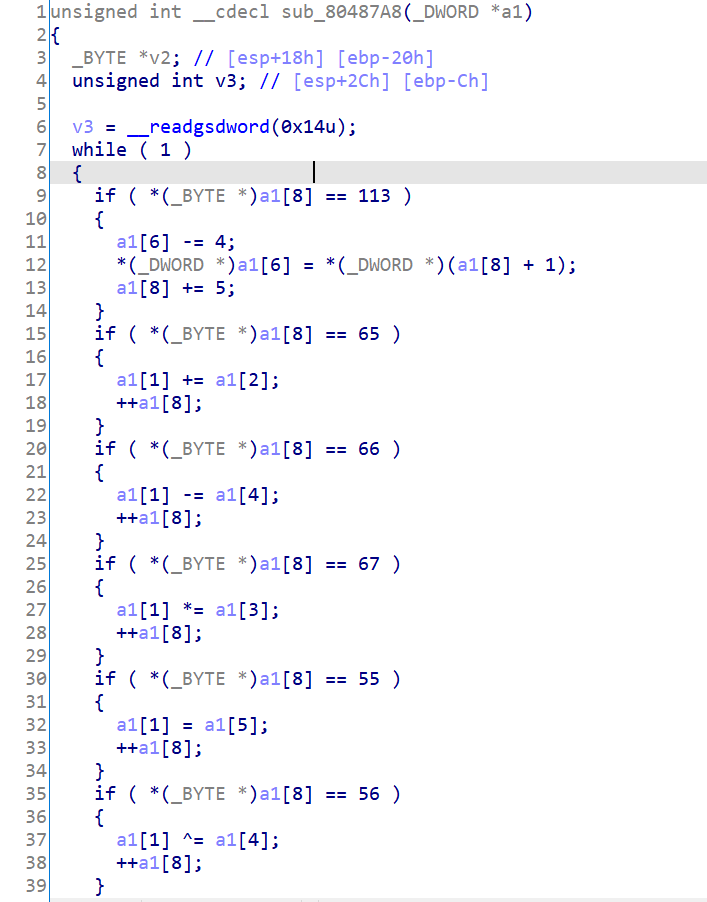 1 unsigned int __cdecl sub_80487A8(_DWORD *a1)
2 {
3   _BYTE *v2; // [esp+18h] [ebp-20h]
4   unsigned int v3; // [esp+2Ch] [ebp-Ch]
5
6   v3 = __readgsdword(0x14u);
7   while ( 1 )
8   {
9     if ( *(_BYTE *)a1[8] == 113 )
10     {
11       a1[6] -= 4;
12       *(_DWORD *)a1[6] = *(_DWORD *)(a1[8] + 1);
13       a1[8] += 5;
14     }
15     if ( *(_BYTE *)a1[8] == 65 )
16     {
17       a1[1] += a1[2];
18       ++a1[8];
19     }
20     if ( *(_BYTE *)a1[8] == 66 )
21     {
22       a1[1] -= a1[4];
23       ++a1[8];
24     }
25     if ( *(_BYTE *)a1[8] == 67 )
26     {
27       a1[1] *= a1[3];
28       ++a1[8];
29     }
30     if ( *(_BYTE *)a1[8] == 55 )
31     {
32       a1[1] = a1[5];
33       ++a1[8];
34     }
35     if ( *(_BYTE *)a1[8] == 56 )
36     {
37       a1[1] ^= a1[4];
38       ++a1[8];
39     }